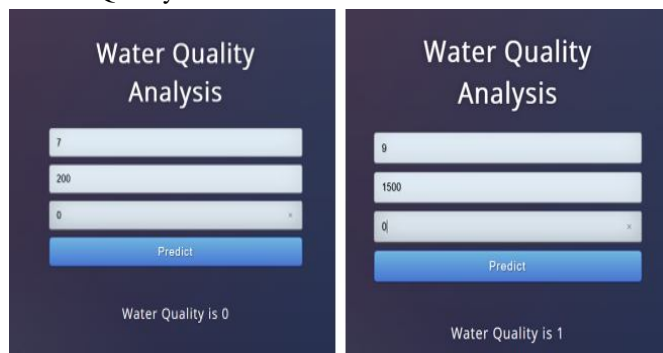 Water Quality
Analysis
7
200
0
×
Predict
Water Quality is 0
Water Quality
Analysis
9
1500
0
×
Predict
Water Quality is 1